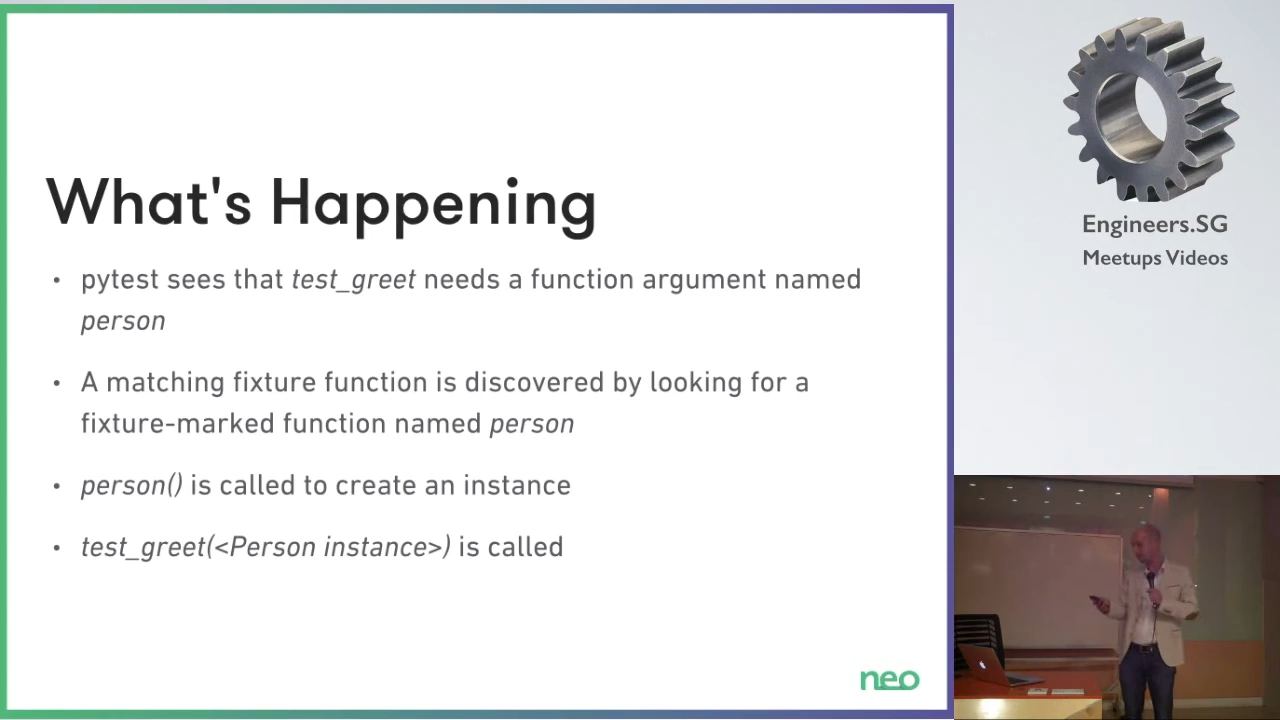 What's Happening
• pytest sees that test_greet needs a function argument named
person
• A matching fixture function is discovered by looking for a
fixture-marked function named person
• person() is called to create an instance
• test_greet(<Person instance>) is called
neo
Engineers.SG
Meetups Videos